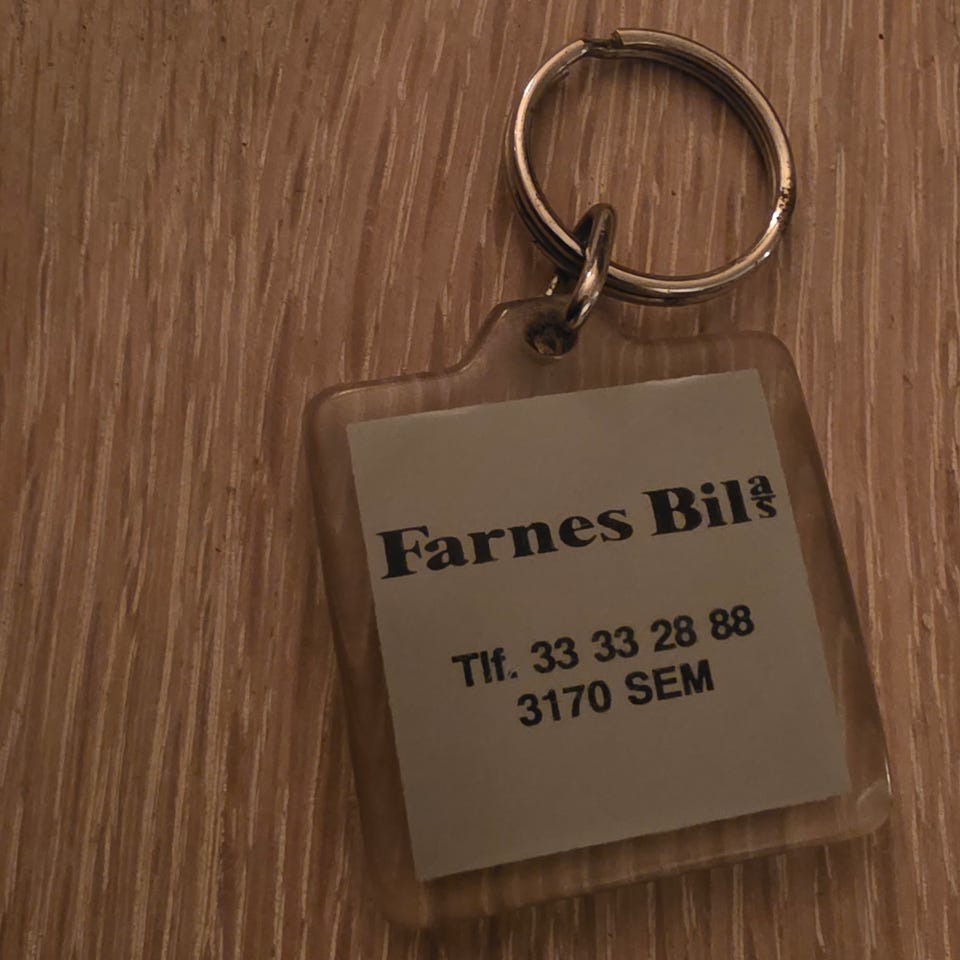 Farnes Bil a/s
Tlf. 33 33 28 88
3170 SEM